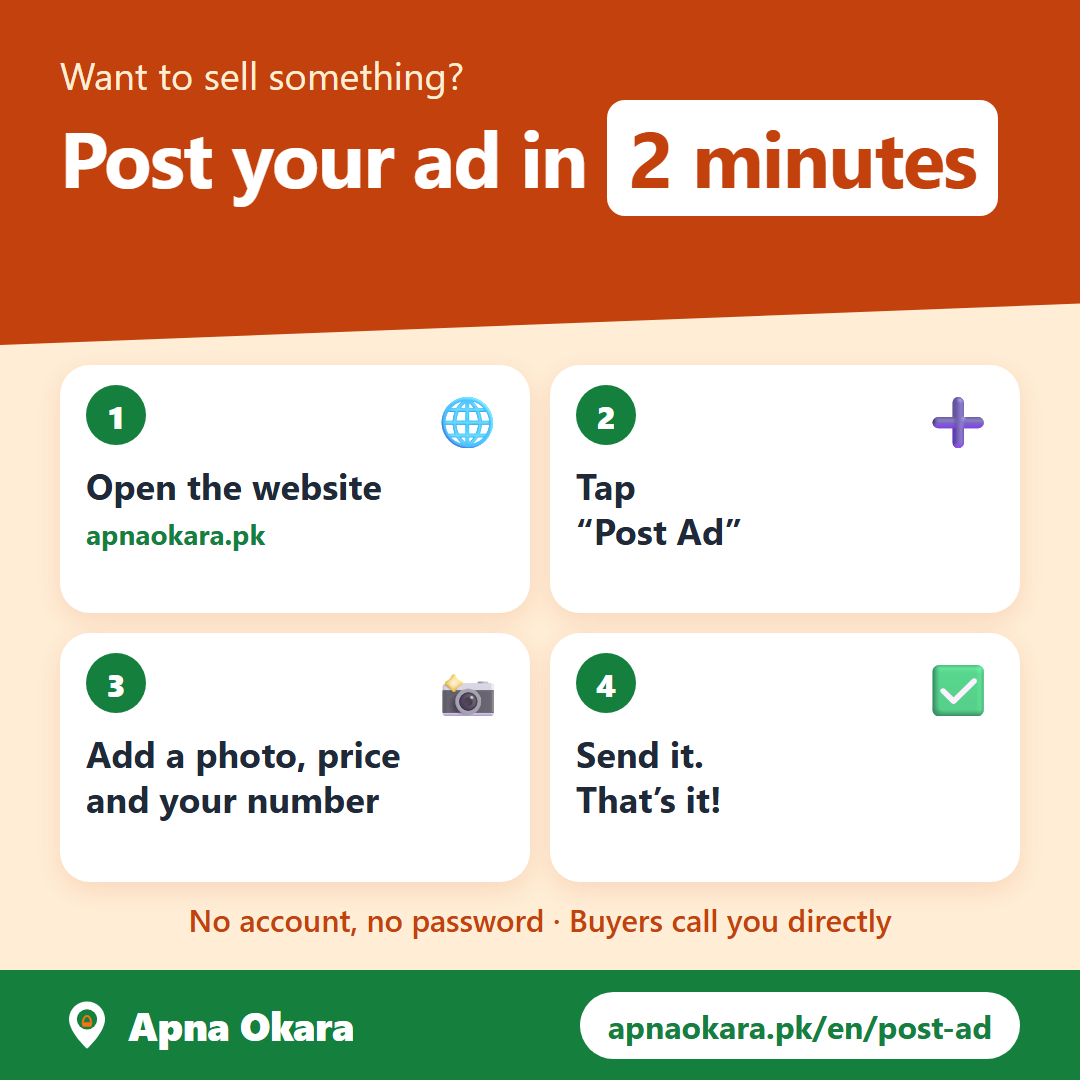 Want to sell something?
Post your ad in 2 minutes
1
Open the website
apnaokara.pk
2
Tap
“Post Ad”
3
Add a photo, price
and your number
4
Send it.
That’s it!
No account, no password · Buyers call you directly
Apna Okara
apnaokara.pk/en/post-ad